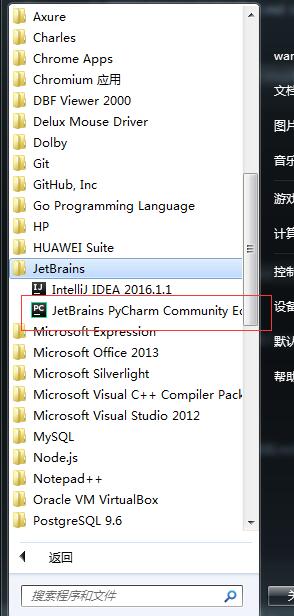 Axure
Charles
Chrome Apps
Chromium 应用
DBF Viewer 2000
Delux Mouse Driver
Dolby
Git
GitHub, Inc
Go Programming Language
HP
HUAWEI Suite
JetBrains
IJ IntelliJ IDEA 2016.1.1
PC JetBrains PyCharm Community Ec
Microsoft Expression
Microsoft Office 2013
Microsoft Silverlight
Microsoft Visual C++ Compiler Pack
Microsoft Visual Studio 2012
MySQL
Node.js
Notepad++
Oracle VM VirtualBox
PostgreSQL 9.6
返回
搜索程序和文件
war
文档
图片
音乐
游戏
计算
控制
设备
默认
帮助